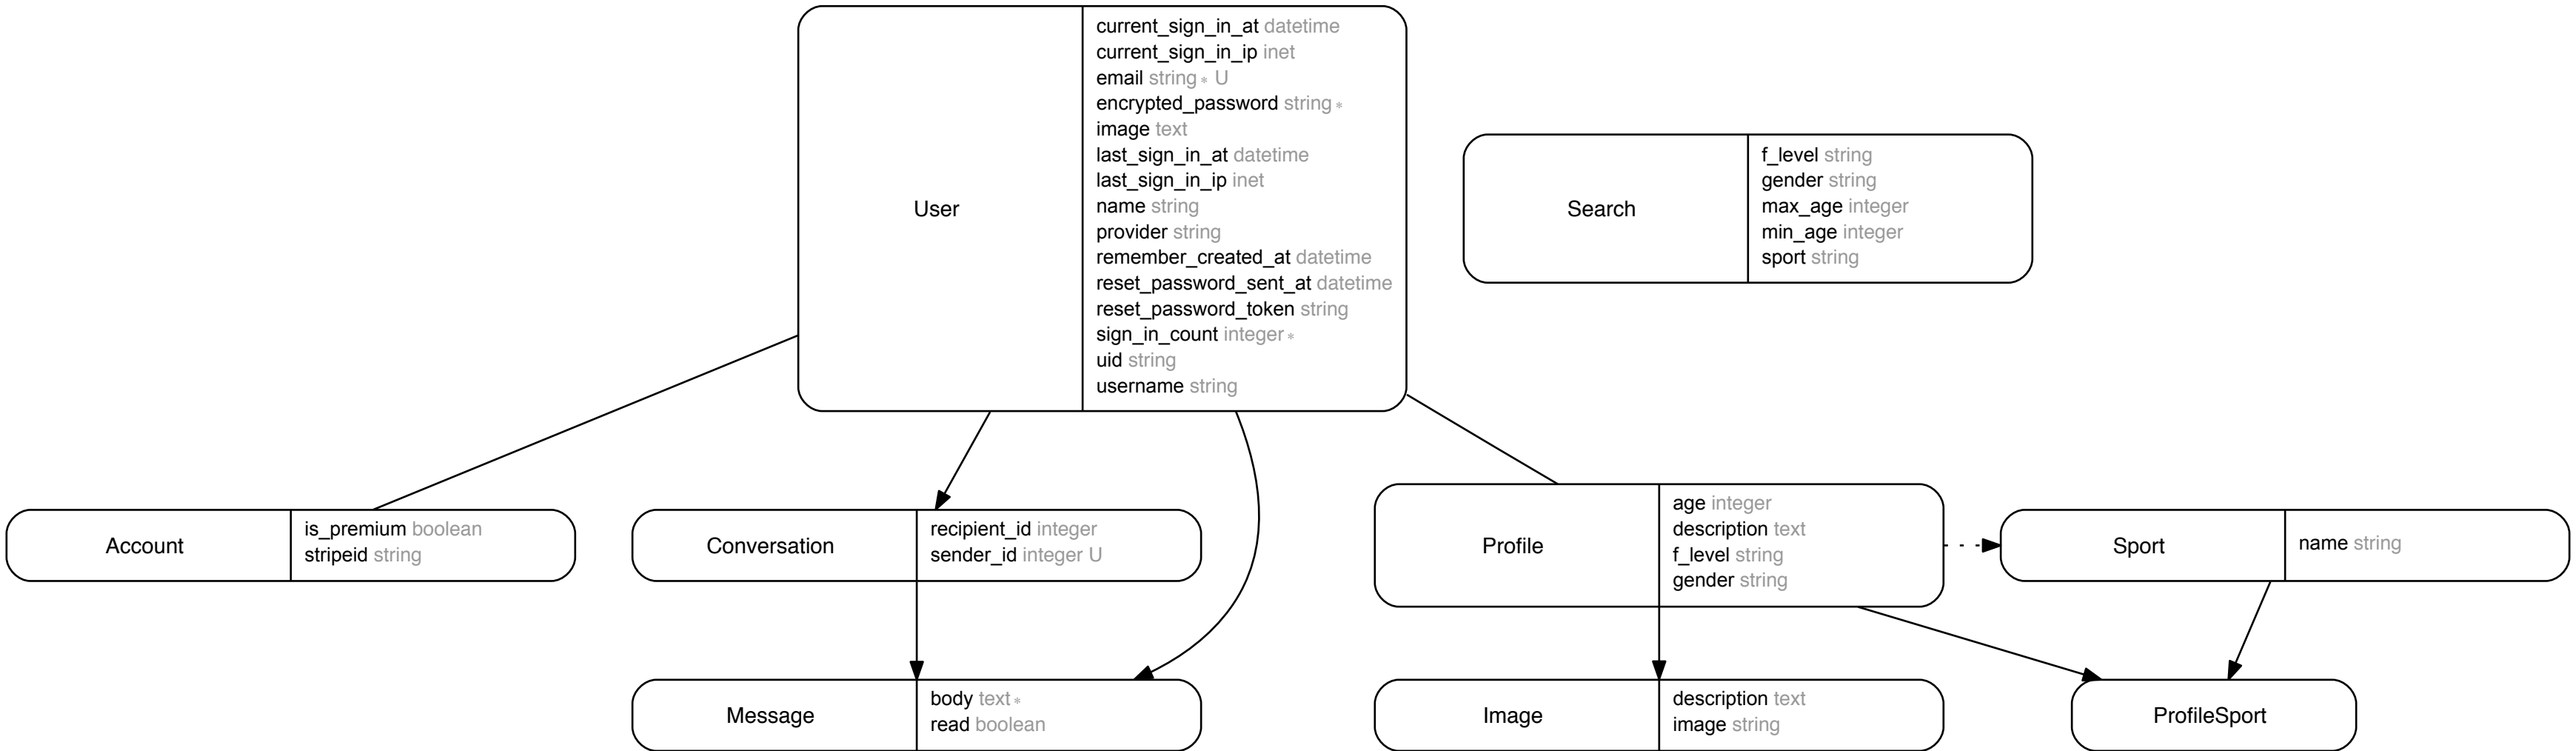 User
current_sign_in_at datetime
current_sign_in_ip inet
email string * U
encrypted_password string *
image text
last_sign_in_at datetime
last_sign_in_ip inet
name string
provider string
remember_created_at datetime
reset_password_sent_at datetime
reset_password_token string
sign_in_count integer *
uid string
username string
Search
f_level string
gender string
max_age integer
min_age integer
sport string
Account
is_premium boolean
stripeid string
Conversation
recipient_id integer
sender_id integer U
Profile
age integer
description text
f_level string
gender string
Sport
name string
Message
body text *
read boolean
Image
description text
image string
ProfileSport